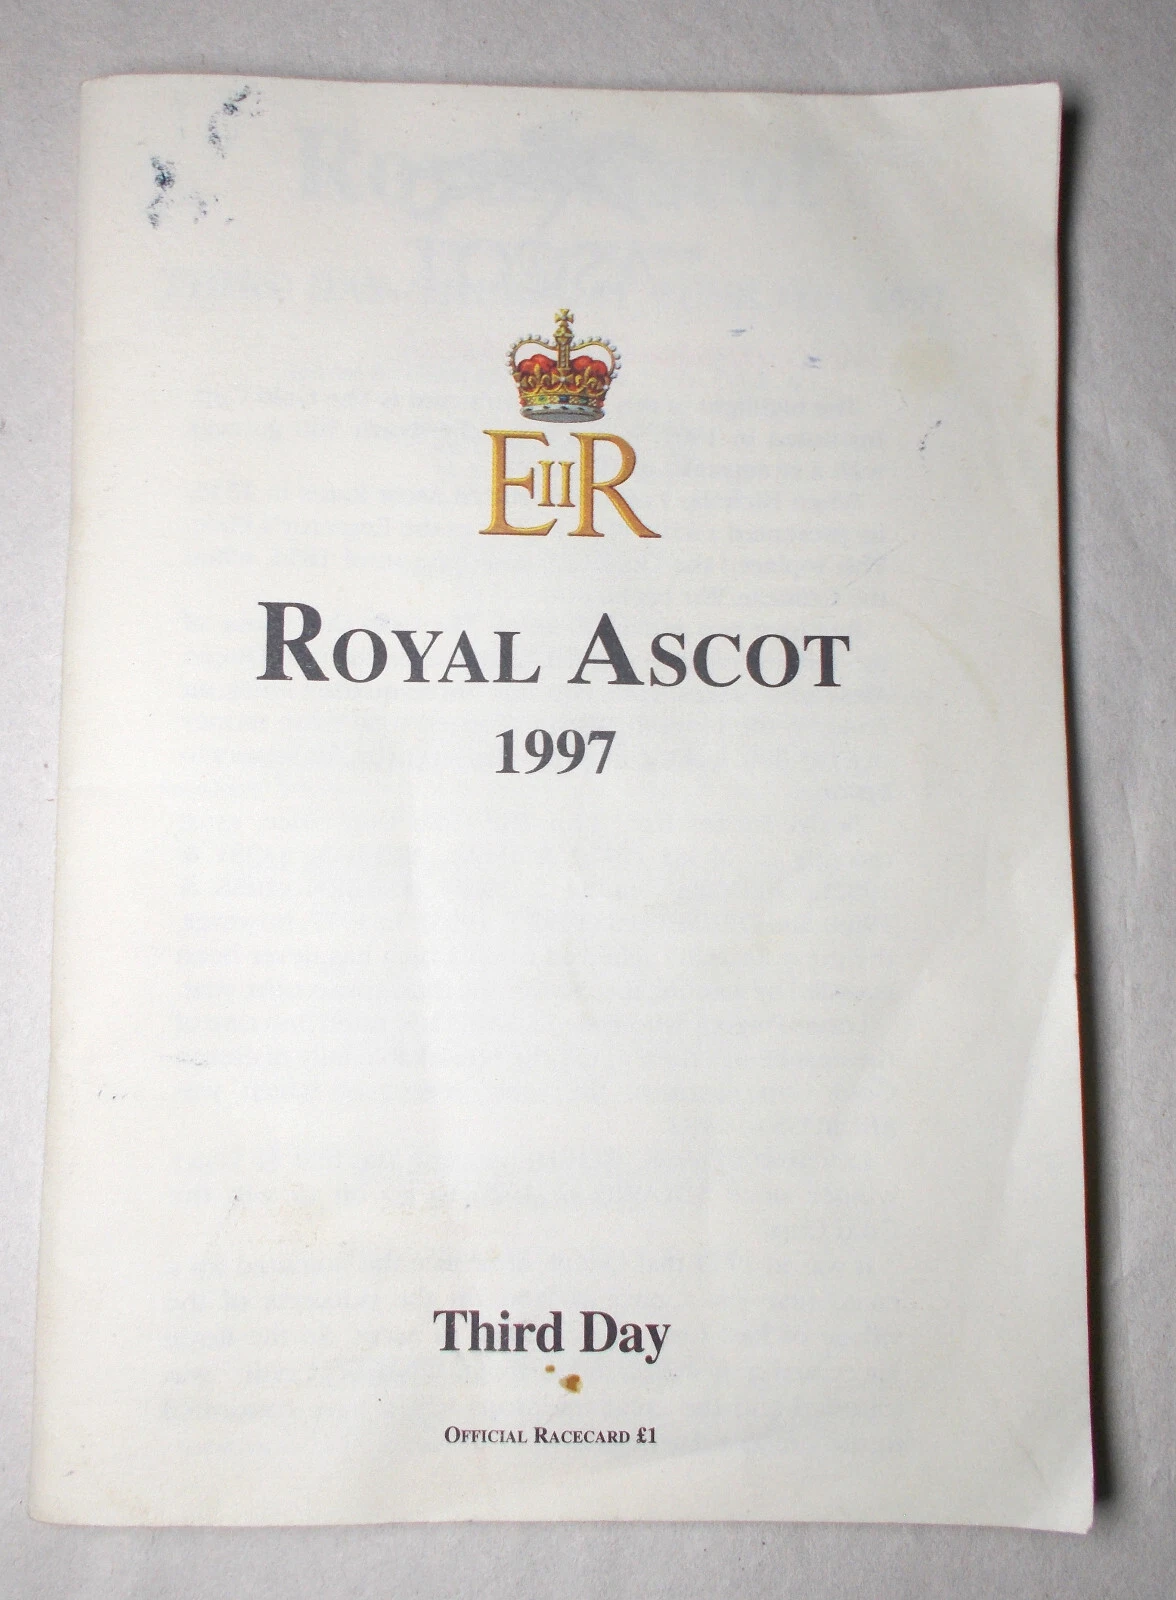 EIIR
ROYAL ASCOT
1997
Third Day
OFFICIAL RACECARD £1